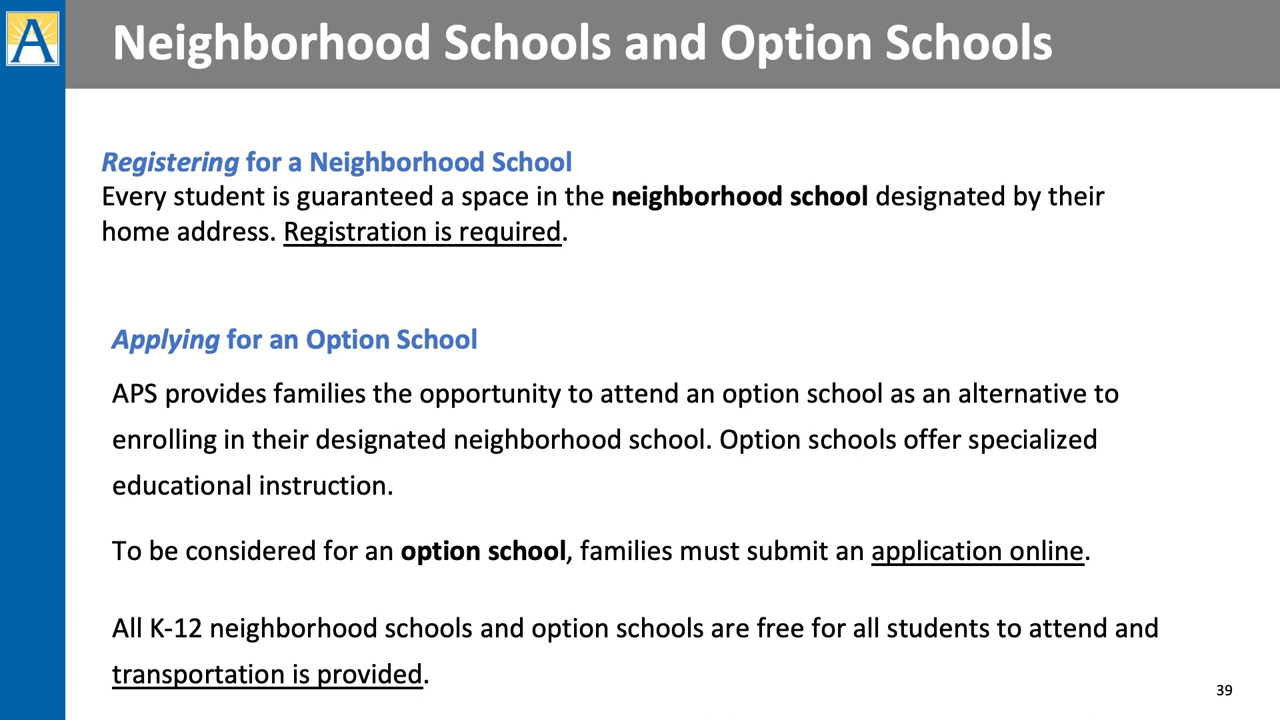 A
Neighborhood Schools and Option Schools
Registering for a Neighborhood School
Every student is guaranteed a space in the neighborhood school designated by their
home address. Registration is required.
Applying for an Option School
APS provides families the opportunity to attend an option school as an alternative to
enrolling in their designated neighborhood school. Option schools offer specialized
educational instruction.
To be considered for an option school, families must submit an application online.
All K-12 neighborhood schools and option schools are free for all students to attend and
transportation is provided.
39